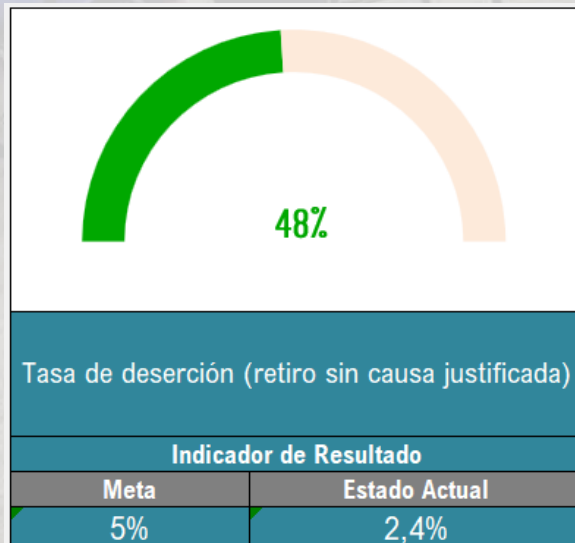 48%
Tasa de deserción (retiro sin causa justificada)
Indicador de Resultado
Meta Estado Actual
5% 2,4%